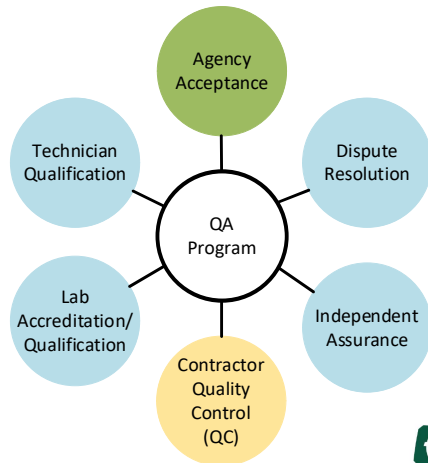 Agency
Acceptance
Technician
Qualification
Dispute
Resolution
QA
Program
Lab
Accreditation/
Qualification
Independent
Assurance
Contractor
Quality
Control
(QC)